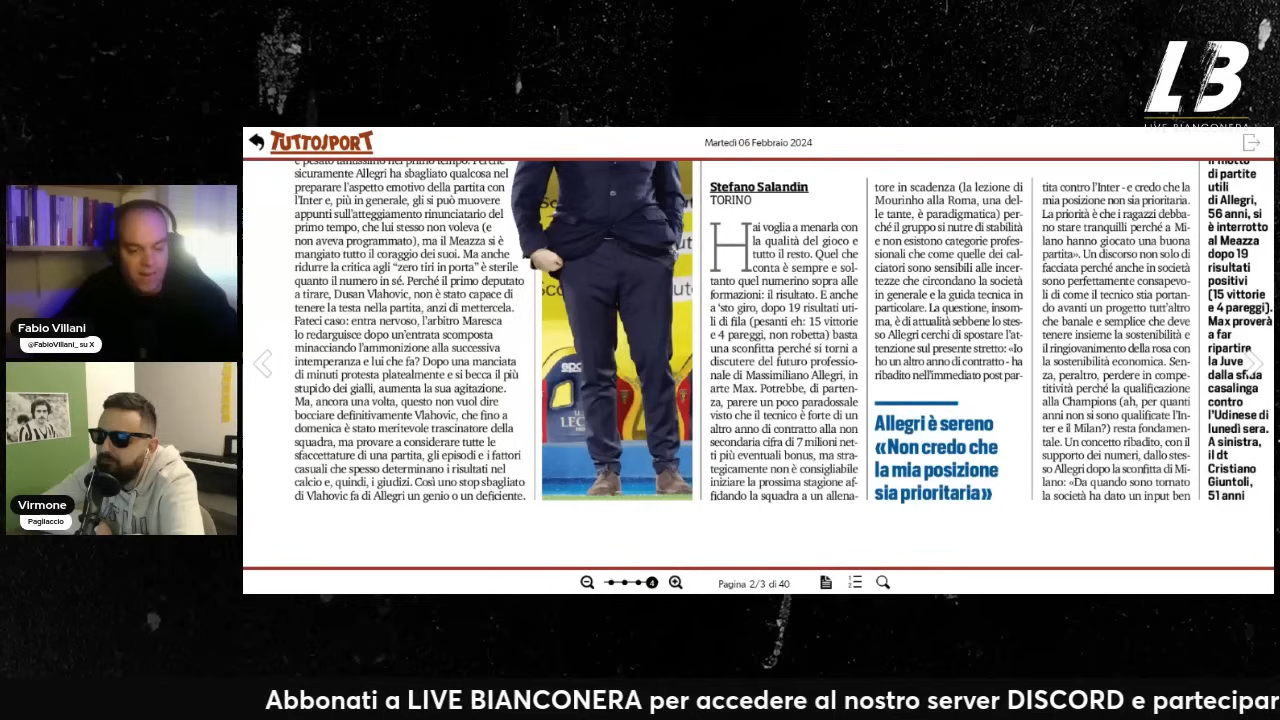 LB
LIVE BIANCONERA
TUTTOSPORT
Martedì 06 Febbraio 2024
Fabio Villani
@FabioVillani_ su X
Virmone
Pagliaccio
e pesato tantissimo nel primo tempo. Perché
sicuramente Allegri ha sbagliato qualcosa nel
preparare l'aspetto emotivo della partita con
l'Inter e, più in generale, gli si può muovere
appunti sull'atteggiamento rinunciatario del
primo tempo, che lui stesso non voleva (e
non aveva programmato), ma il Meazza si è
mangiato tutto il coraggio dei suoi. Ma anche
ridurre la critica agli “zero tiri in porta” è sterile
quanto il numero in sé. Perché il primo deputato
a tirare, Dusan Vlahovic, non è stato capace di
tenere la testa nella partita, anzi di mettercela.
Fateci caso: entra nervoso, l'arbitro Maresca
lo redarguisce dopo un'entrata scomposta
minacciando l'ammonizione alla successiva
intemperanza e lui che fa? Dopo una manciata
di minuti protesta platealmente e si becca il più
stupido dei gialli, aumenta la sua agitazione.
Ma, ancora una volta, questo non vuol dire
bocciare definitivamente Vlahovic, che fino a
domenica è stato meritevole trascinatore della
squadra, ma provare a considerare tutte le
sfaccettature di una partita, gli episodi e i fattori
casuali che spesso determinano i risultati nel
calcio e, quindi, i giudizi. Così uno stop sbagliato
di Vlahovic fa di Allegri un genio o un deficiente.
Stefano Salandin
TORINO
Hai voglia a menarla con
la qualità del gioco e
tutto il resto. Quel che
conta è sempre e sol-
tanto quel numerino sopra alle
formazioni: il risultato. E anche
a 'sto giro, dopo 19 risultati uti-
li di fila (pesanti eh: 15 vittorie
e 4 pareggi, non robetta) basta
una sconfitta perché si torni a
discutere del futuro professio-
nale di Massimiliano Allegri, in
arte Max. Potrebbe, di parten-
za, parere un poco paradossale
visto che il tecnico è forte di un
altro anno di contratto alla non
secondaria cifra di 7 milioni net-
ti più eventuali bonus, ma stra-
tegicamente non è consigliabile
iniziare la prossima stagione af-
fidando la squadra a un allena-
tore in scadenza (la lezione di
Mourinho alla Roma, una del-
le tante, è paradigmatica) per-
ché il gruppo si nutre di stabilità
e non esistono categorie profes-
sionali che come quelle dei cal-
ciatori sono sensibili alle incer-
tezze che circondano la società
in generale e la guida tecnica in
particolare. La questione, insom-
ma, è di attualità sebbene lo stes-
so Allegri cerchi di spostare l'at-
tenzione sul presente stretto: «Io
ho un altro anno di contratto - ha
ribadito nell'immediato post par-
Allegri è sereno
«Non credo che
la mia posizione
sia prioritaria»
tita contro l'Inter - e credo che la
mia posizione non sia prioritaria.
La priorità è che i ragazzi debba-
no stare tranquilli perché a Mi-
lano hanno giocato una buona
partita». Un discorso non solo di
facciata perché anche in società
sono perfettamente consapevo-
li di come il tecnico stia portan-
do avanti un progetto tutt'altro
che banale e semplice che deve
tenere insieme la sostenibilità e
il ringiovanimento della rosa con
la sostenibilità economica. Sen-
za, peraltro, perdere in compe-
titività perché la qualificazione
alla Champions (ah, per quanti
anni non si sono qualificate l'In-
ter e il Milan?) resta fondamen-
tale. Un concetto ribadito, con il
supporto dei numeri, dallo stes-
so Allegri dopo la sconfitta di Mi-
lano: «Da quando sono tornato
la società ha dato un input ben
di partite
utili
di Allegri,
56 anni, si
è interrotto
al Meazza
dopo 19
risultati
positivi
(15 vittorie
e 4 pareggi).
Max proverà
a far
ripartire
la Juve
dalla sfida
casalinga
contro
l'Udinese di
lunedì sera.
A sinistra,
il dt
Cristiano
Giuntoli,
51 anni
4
Pagina 2/3 di 40
Abbonati a LIVE BIANCONERA per accedere al nostro server DISCORD e partecipar